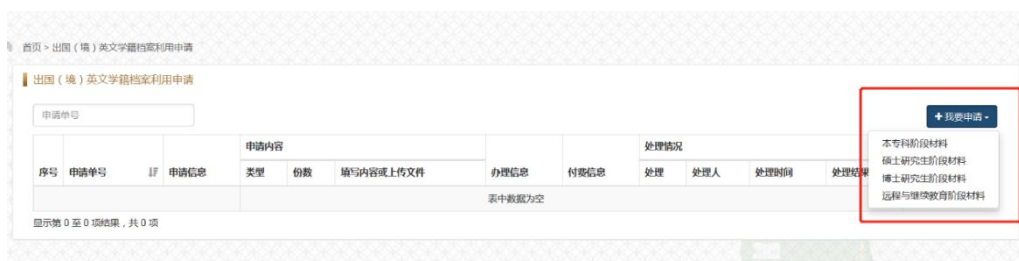 首页 > 出国（境）英文学籍档案利用申请
出国（境）英文学籍档案利用申请
申请单号
+我要申请
本专科阶段材料
硕士研究生阶段材料
博士研究生阶段材料
远程与继续教育阶段材料
申请内容 处理情况
序号 申请单号 申请信息 类型 份数 填写内容或上传文件 办理信息 付费信息 处理 处理人 处理时间 处理结果
表中数据为空
显示第 0 至 0 项结果，共 0 项